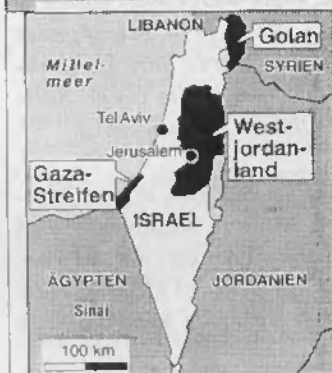 LIBANON
Golan
Mittel-
meer
SYRIEN
Tel Aviv
West-
jordan-
land
Jerusalem
Gaza-
Streifen
ISRAEL
ÄGYPTEN
JORDANIEN
Sinai
100 km